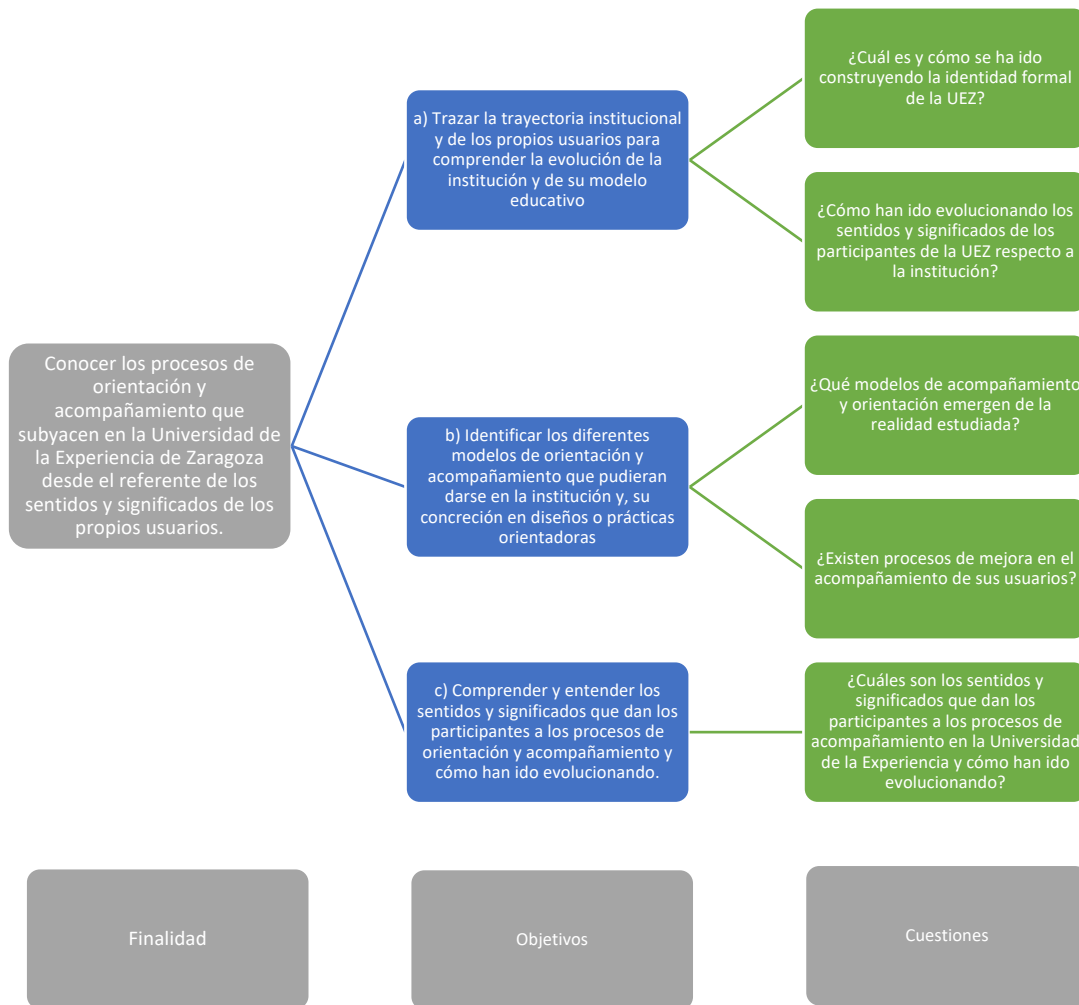 Conocer los procesos de
orientación y
acompañamiento que
subyacen en la Universidad de
la Experiencia de Zaragoza
desde el referente de los
sentidos y significados de los
propios usuarios.
a) Trazar la trayectoria institucional
y de los propios usuarios para
comprender la evolución de la
institución y de su modelo
educativo
¿Cuál es y cómo se ha ido
construyendo la identidad formal
de la UEZ?
¿Cómo han ido evolucionando los
sentidos y significados de los
participantes de la UEZ respecto a
la institución?
b) Identificar los diferentes
modelos de orientación y
acompañamiento que pudieran
darse en la institución y, su
concreción en diseños o prácticas
orientadoras
¿Qué modelos de acompañamiento
y orientación emergen de la
realidad estudiada?
¿Existen procesos de mejora en el
acompañamiento de sus usuarios?
c) Comprender y entender los
sentidos y significados que dan los
participantes a los procesos de
orientación y acompañamiento y
cómo han ido evolucionando.
¿Cuáles son los sentidos y
significados que dan los
participantes a los procesos de
acompañamiento en la Universidad
de la Experiencia y cómo han ido
evolucionando?
Finalidad
Objetivos
Cuestiones